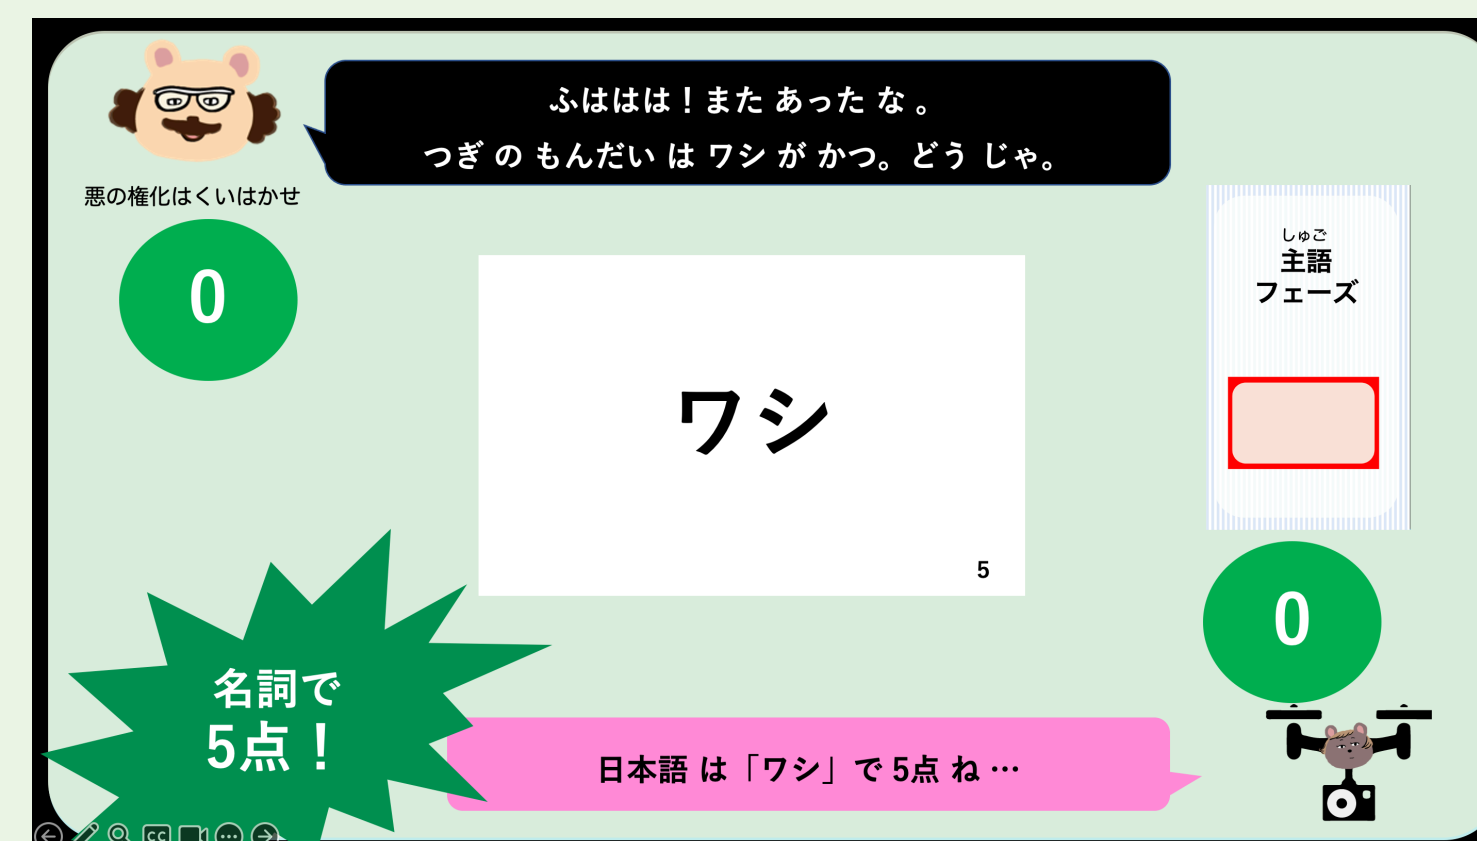 ふははは！また あった な 。
つぎ の もんだい は ワシ が かつ。どう じゃ。
悪の権化はくいはかせ
0
しゅご
主語
フェーズ
ワシ
5
0
名詞で
5点！
日本語 は「ワシ」で 5点 ね …
CC